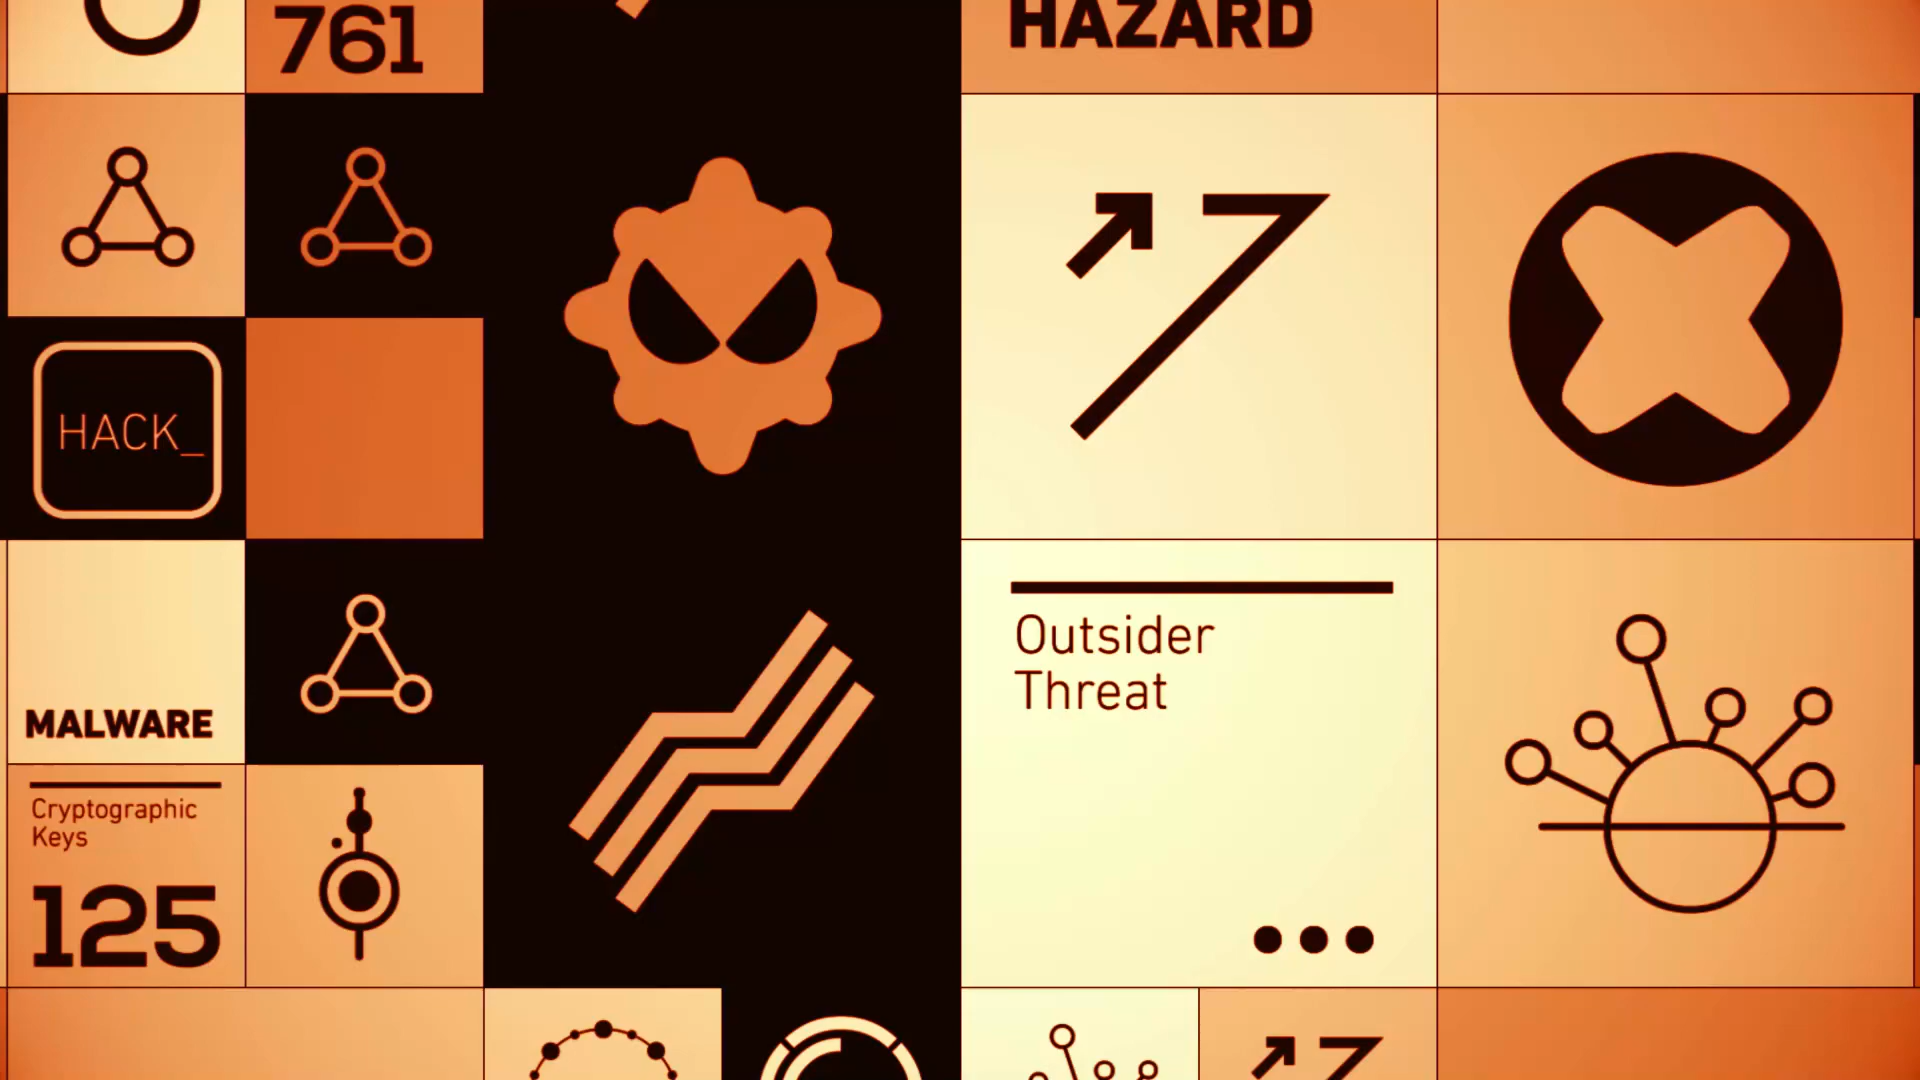 761
HAZARD
HACK_
Outsider
Threat
MALWARE
Cryptographic
Keys
125